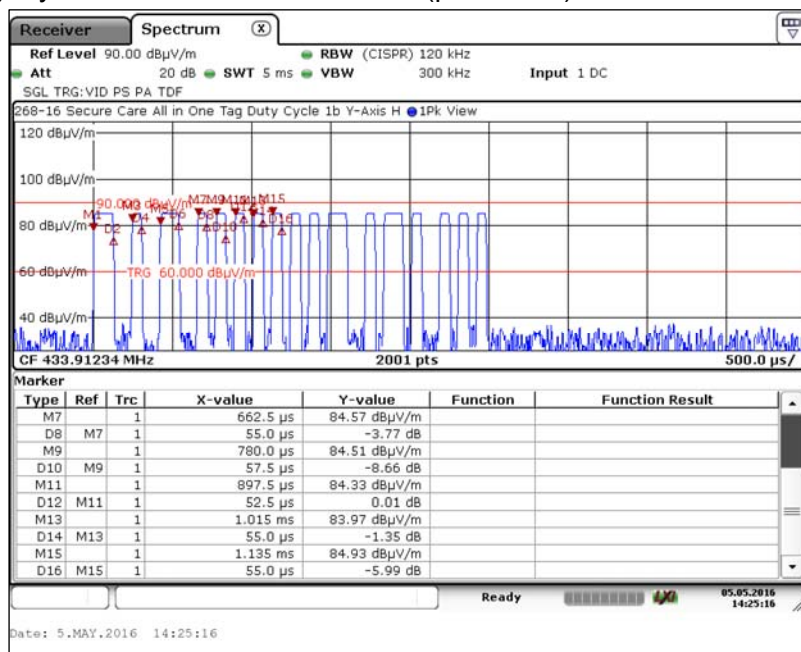 Receiver Spectrum X
Ref Level 90.00 dBµV/m RBW (CISPR) 120 kHz
Att 20 dB SWT 5 ms VBW 300 kHz Input 1 DC
SGL TRG:VID PS PA TDF
268-16 Secure Care All in One Tag Duty Cycle 1b Y-Axis H 1Pk View
120 dBµV/m
100 dBµV/m
80 dBµV/m
TRG 60.000 dBµV/m
60 dBµV/m
40 dBµV/m
CF 433.91234 MHz 2001 pts 500.0 µs/
Marker
Type Ref Trc X-value Y-value Function Function Result
M7 1 662.5 µs 84.57 dBµV/m
D8 M7 1 55.0 µs -3.77 dB
M9 1 780.0 µs 84.51 dBµV/m
D10 M9 1 57.5 µs -8.66 dB
M11 1 897.5 µs 84.33 dBµV/m
D12 M11 1 52.5 µs 0.01 dB
M13 1 1.015 ms 83.97 dBµV/m
D14 M13 1 55.0 µs -1.35 dB
M15 1 1.135 ms 84.93 dBµV/m
D16 M15 1 55.0 µs -5.99 dB
Ready LXI 05.05.2016
14:25:16
Date: 5.MAY.2016 14:25:16